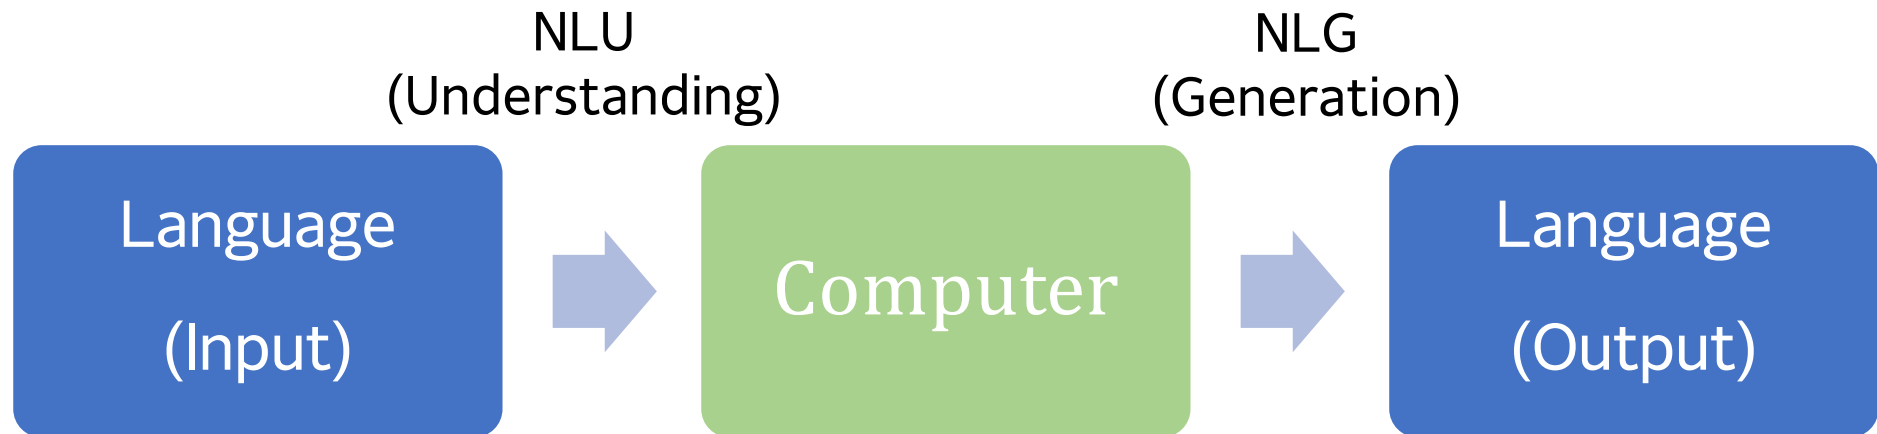 NLU
(Understanding)
NLG
(Generation)
Language
(Input)
Computer
Language
(Output)